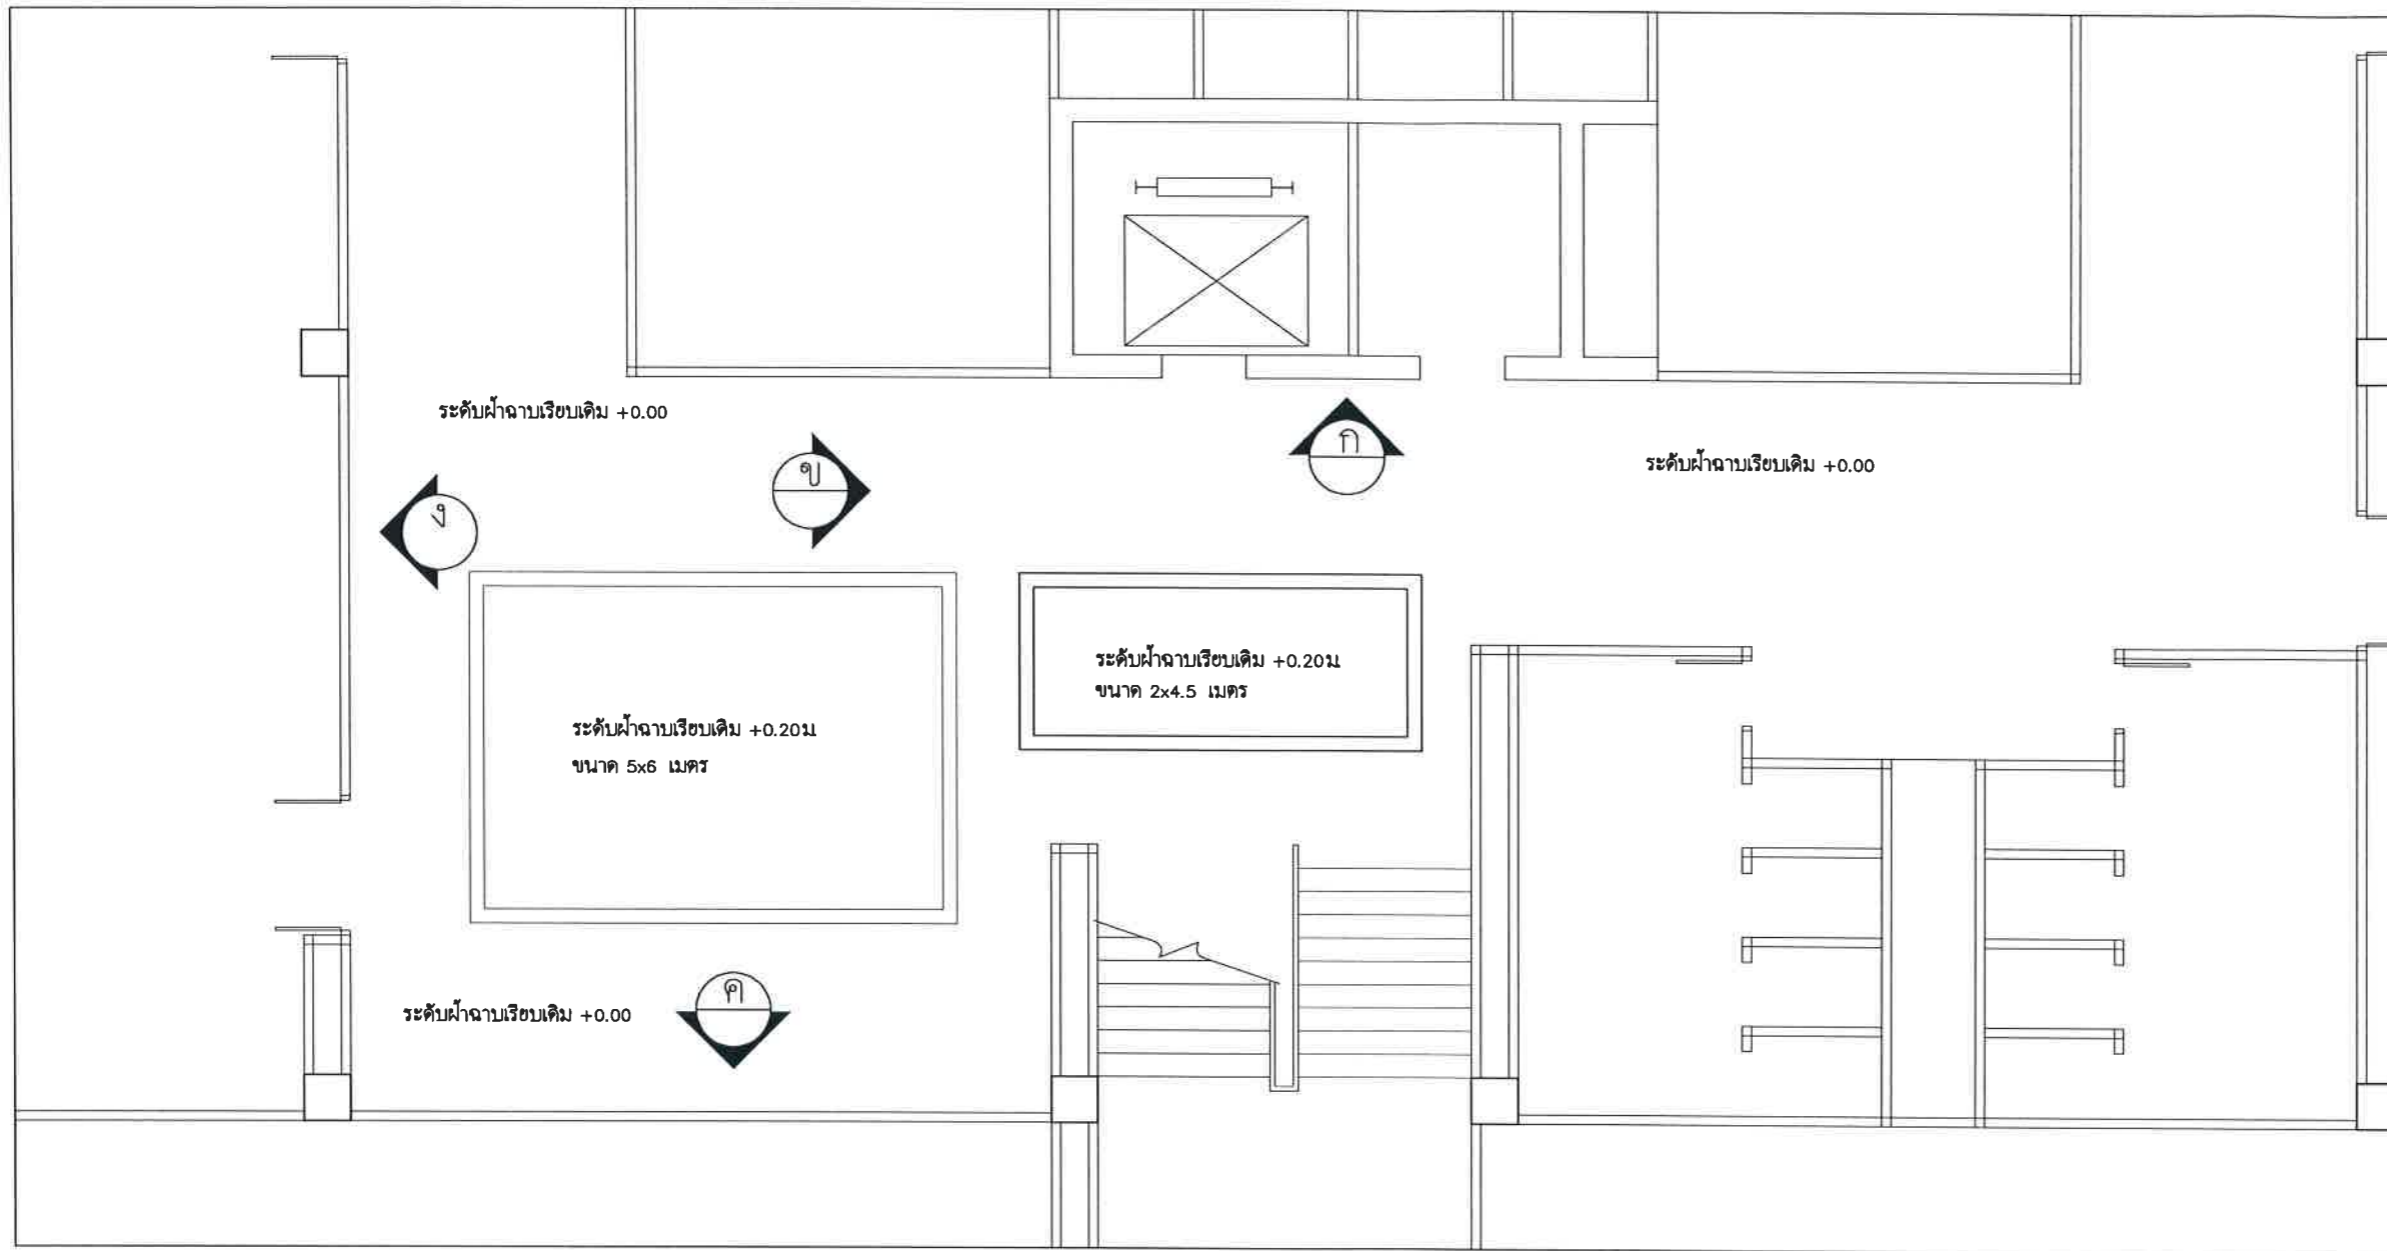 ระดับฝ้าฉาบเรียบเดิม +0.00
ก
ข
ระดับฝ้าฉาบเรียบเดิม +0.00
ง
ระดับฝ้าฉาบเรียบเดิม +0.20ม
ขนาด 2x4.5 เมตร
ระดับฝ้าฉาบเรียบเดิม +0.20ม
ขนาด 5x6 เมตร
ค
ระดับฝ้าฉาบเรียบเดิม +0.00